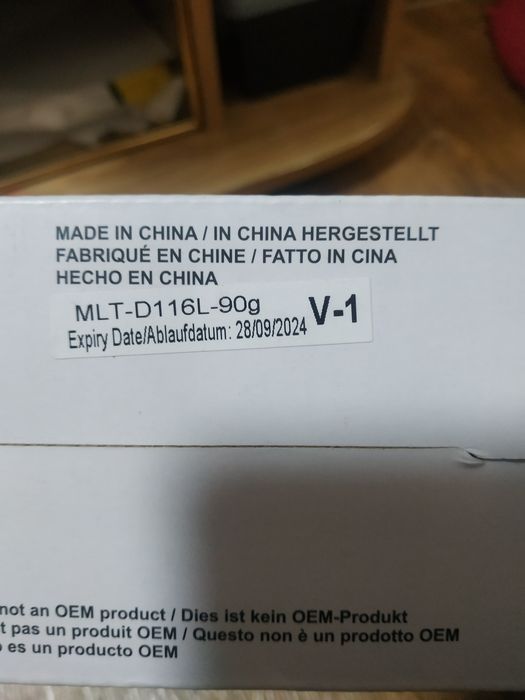 MADE IN CHINA / IN CHINA HERGESTELLT
FABRIQUÉ EN CHINE / FATTO IN CINA
HECHO EN CHINA
MLT-D116L-90g V-1
Expiry Date/Ablaufdatum: 28/09/2024
not an OEM product / Dies ist kein OEM-Produkt
t pas un produit OEM / Questo non è un prodotto OEM
es un producto OEM